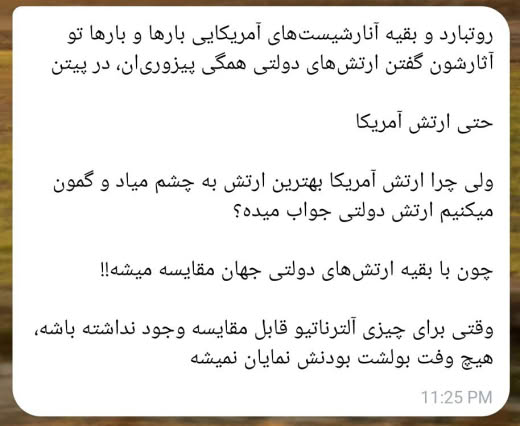 روتبارد و بقیه آنارشیست‌های آمریکایی بارها و بارها تو
آثارشون گفتن ارتش‌های دولتی همگی پیزوری‌ان، در پیتن
حتی ارتش آمریکا
ولی چرا ارتش آمریکا بهترین ارتش به چشم میاد و گمون
میکنیم ارتش دولتی جواب میده؟
چون با بقیه ارتش‌های دولتی جهان مقایسه میشه!!
وقتی برای چیزی آلترناتیو قابل مقایسه وجود نداشته باشه،
هیچ وفت بولشت بودنش نمایان نمیشه
11:25 PM